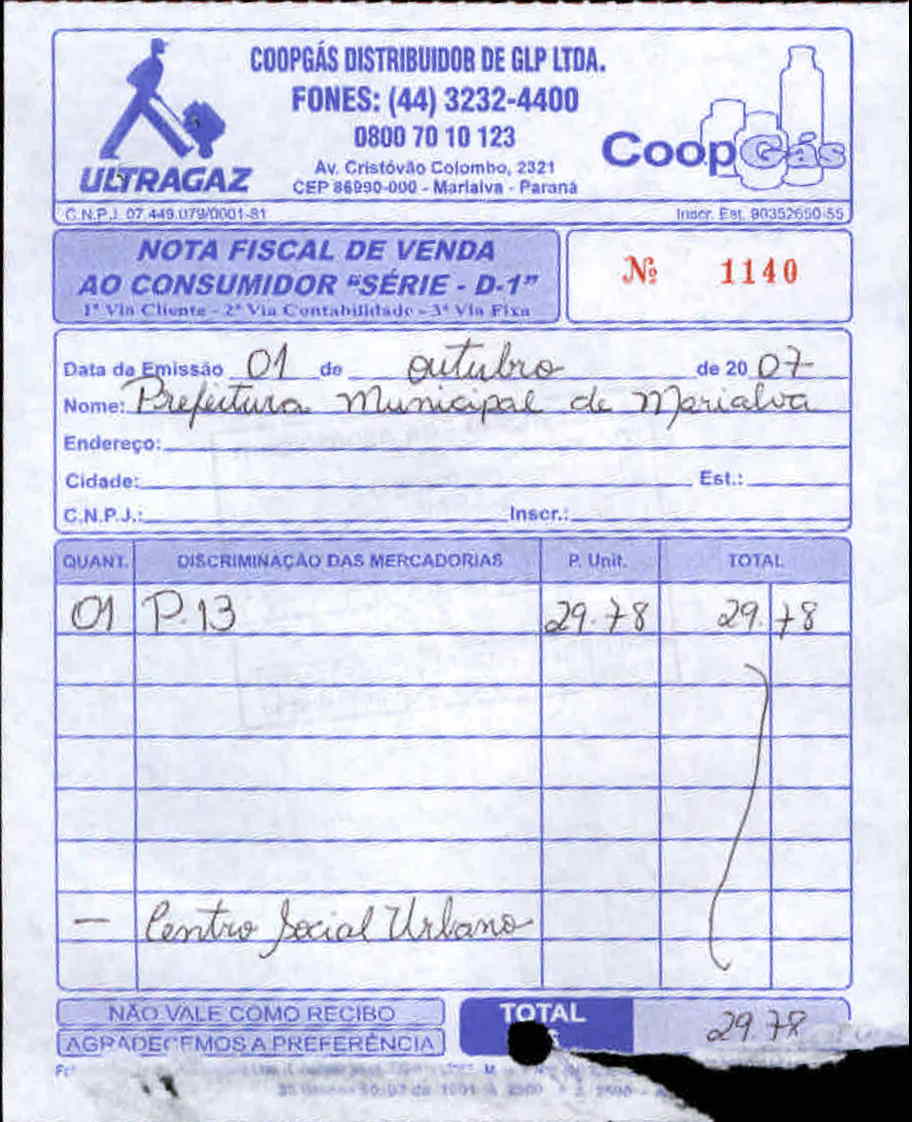 COOPGÁS DISTRIBUIDOR DE GLP LTDA.
FONES: (44) 3232-4400
0800 70 10 123
Av. Cristóvão Colombo, 2321
CEP 86990-000 - Marialva - Paraná
ULTRAGAZ
CoopGás
C.N.P.J. 07.449.079/0001-81 Inscr. Est. 90352650-55
NOTA FISCAL DE VENDA
AO CONSUMIDOR "SÉRIE - D-1"
1ª Via Cliente - 2ª Via Contabilidade - 3ª Via Fixa
Nº 1140
Data da Emissão 01 de outubro de 20 07
Nome: Prefeitura Municipal de Marialva
Endereço:
Cidade: Est.:
C.N.P.J.: Inscr.:
QUANT. DISCRIMINAÇÃO DAS MERCADORIAS P. Unit. TOTAL
01 P.13 29.78 29.78
— Centro Social Urbano
NÃO VALE COMO RECIBO
AGRADECEMOS A PREFERÊNCIA
TOTAL 29.78